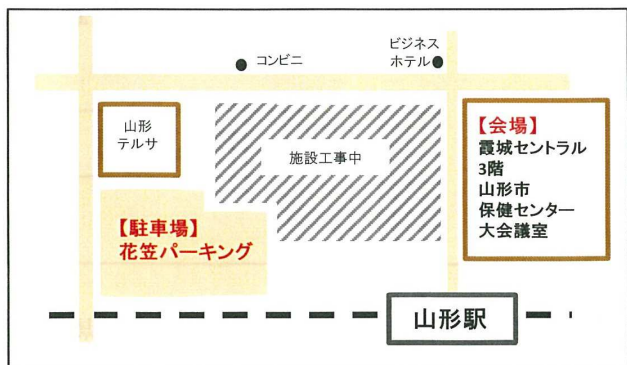 コンビニ
ビジネス
ホテル
山形
テルサ
施設工事中
【会場】
霞城セントラル
3階
山形市
保健センター
大会議室
【駐車場】
花笠パーキング
山形駅